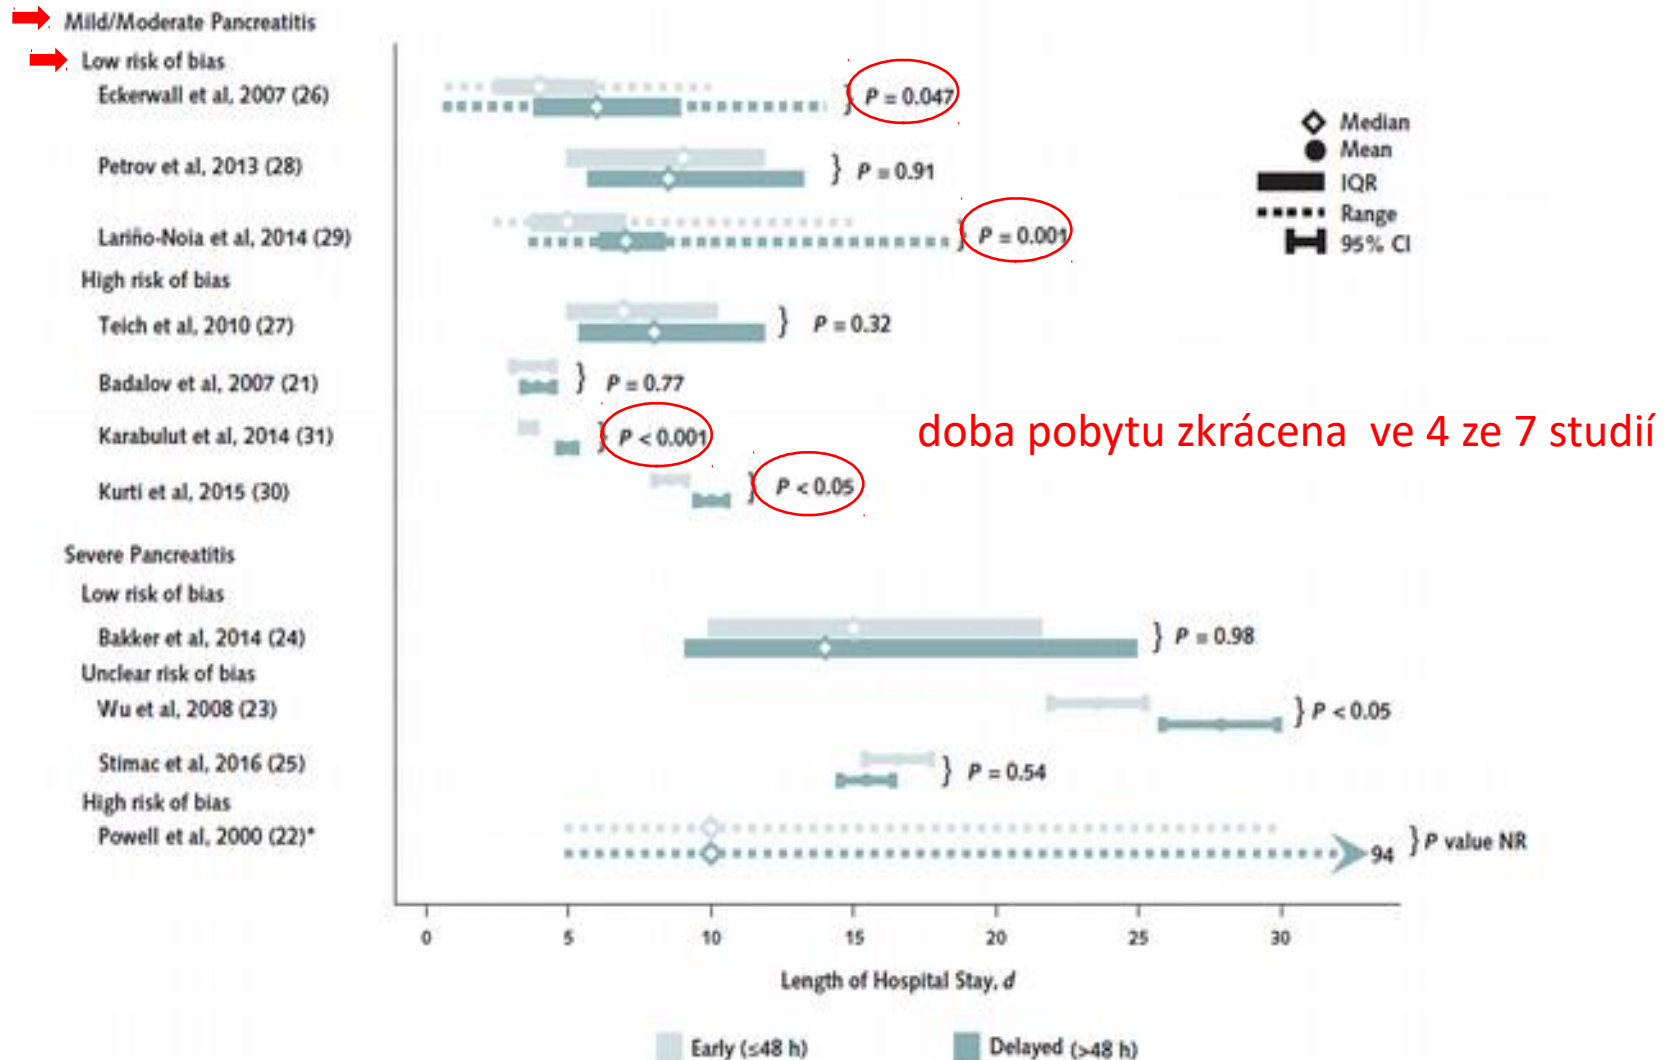 Mild/Moderate Pancreatitis
Low risk of bias
Eckerwall et al, 2007 (26)
P = 0.047
Petrov et al, 2013 (28)
P = 0.91
Lariño-Noia et al, 2014 (29)
P = 0.001
High risk of bias
Teich et al, 2010 (27)
P = 0.32
Badalov et al, 2007 (21)
P = 0.77
Karabulut et al, 2014 (31)
P < 0.001
Kurti et al, 2015 (30)
P < 0.05
Median
Mean
IQR
Range
95% CI
doba pobytu zkrácena ve 4 ze 7 studií
Severe Pancreatitis
Low risk of bias
Bakker et al, 2014 (24)
P = 0.98
Unclear risk of bias
Wu et al, 2008 (23)
P < 0.05
Stimac et al, 2016 (25)
P = 0.54
High risk of bias
Powell et al, 2000 (22)*
94
P value NR
0 5 10 15 20 25 30
Length of Hospital Stay, d
Early (≤48 h) Delayed (>48 h)